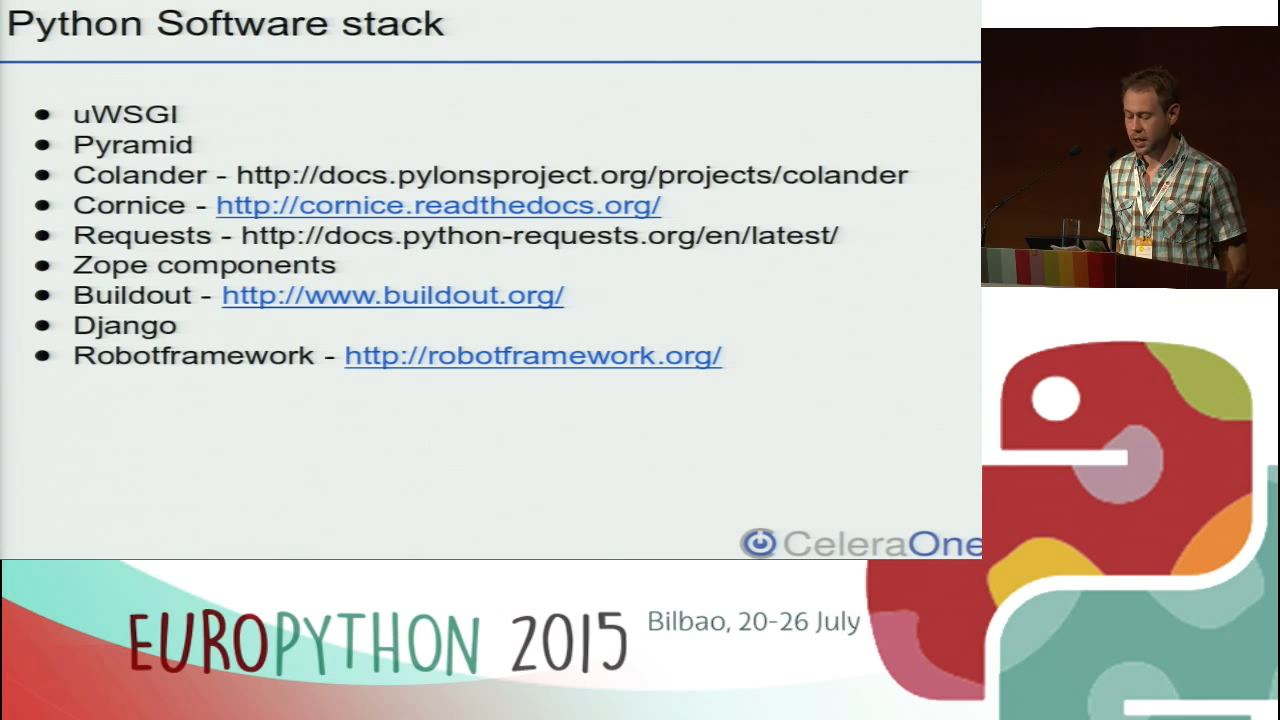 Python Software stack
● uWSGI
● Pyramid
● Colander - http://docs.pylonsproject.org/projects/colander
● Cornice - http://cornice.readthedocs.org/
● Requests - http://docs.python-requests.org/en/latest/
● Zope components
● Buildout - http://www.buildout.org/
● Django
● Robotframework - http://robotframework.org/
CeleraOne
EUROPYTHON 2015
Bilbao, 20-26 July